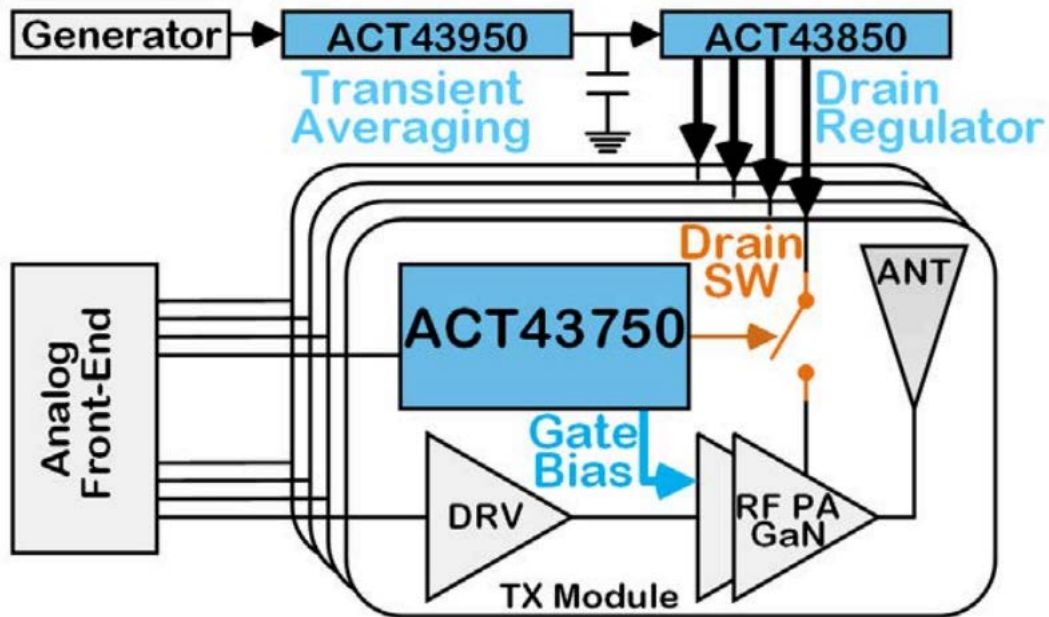 Generator
ACT43950
ACT43850
Transient
Averaging
Drain
Regulator
Drain
SW
ANT
ACT43750
Analog
Front-End
Gate
Bias
DRV
RF PA
GaN
TX Module